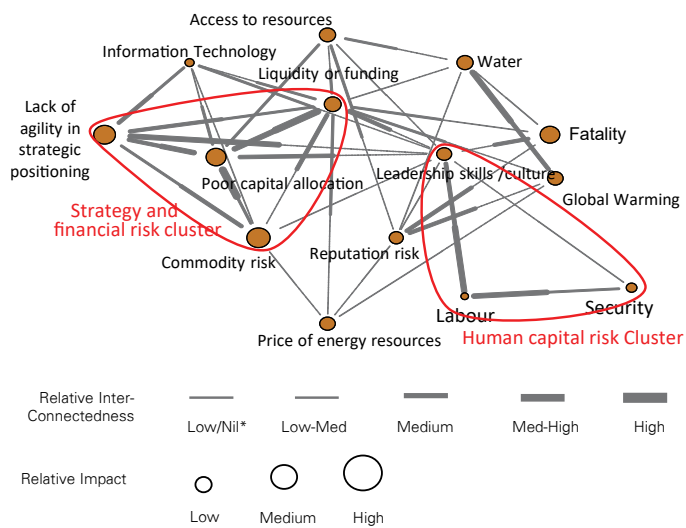 Access to resources
Information Technology
Water
Liquidity or funding
Lack of
agility in
strategic
positioning
Fatality
Poor capital allocation
Leadership skills /culture
Global Warming
Strategy and
financial risk cluster
Reputation risk
Commodity risk
Labour
Security
Price of energy resources
Human capital risk Cluster
Relative Inter-
Connectedness
Low/Nil*
Low-Med
Medium
Med-High
High
Relative Impact
Low
Medium
High